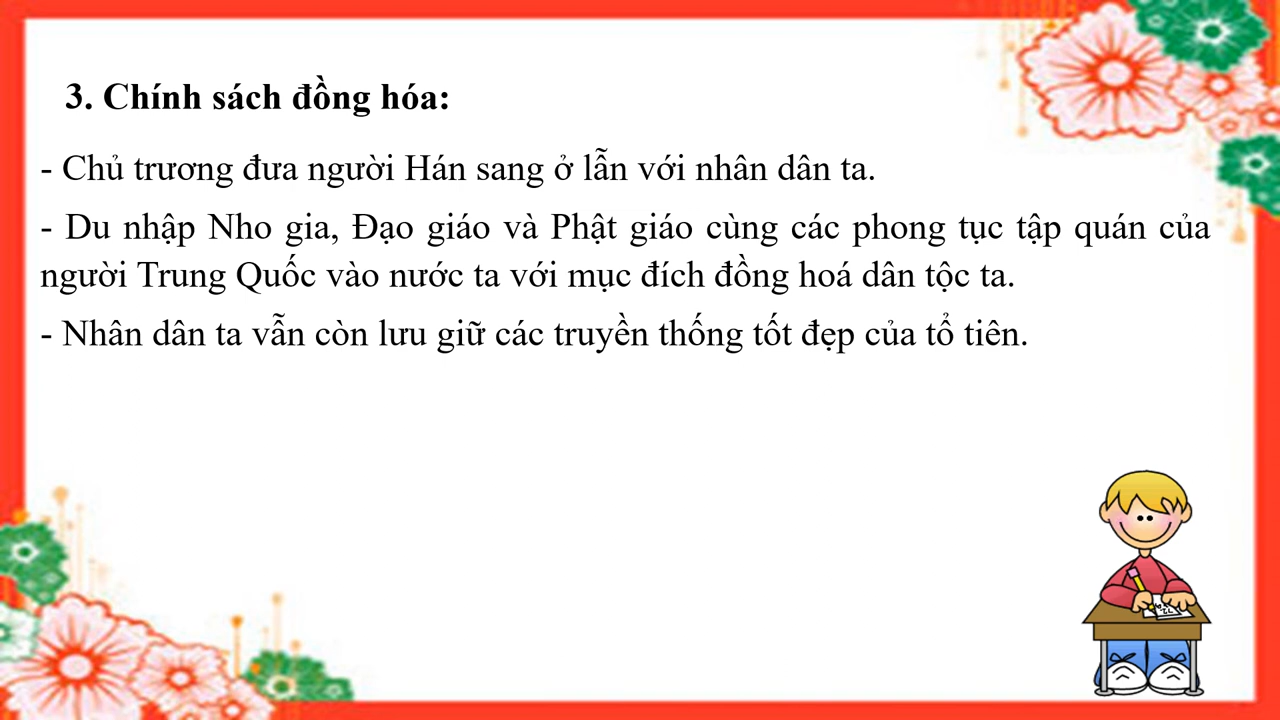 3. Chính sách đồng hóa:
- Chủ trương đưa người Hán sang ở lẫn với nhân dân ta.
- Du nhập Nho gia, Đạo giáo và Phật giáo cùng các phong tục tập quán của
người Trung Quốc vào nước ta với mục đích đồng hoá dân tộc ta.
- Nhân dân ta vẫn còn lưu giữ các truyền thống tốt đẹp của tổ tiên.